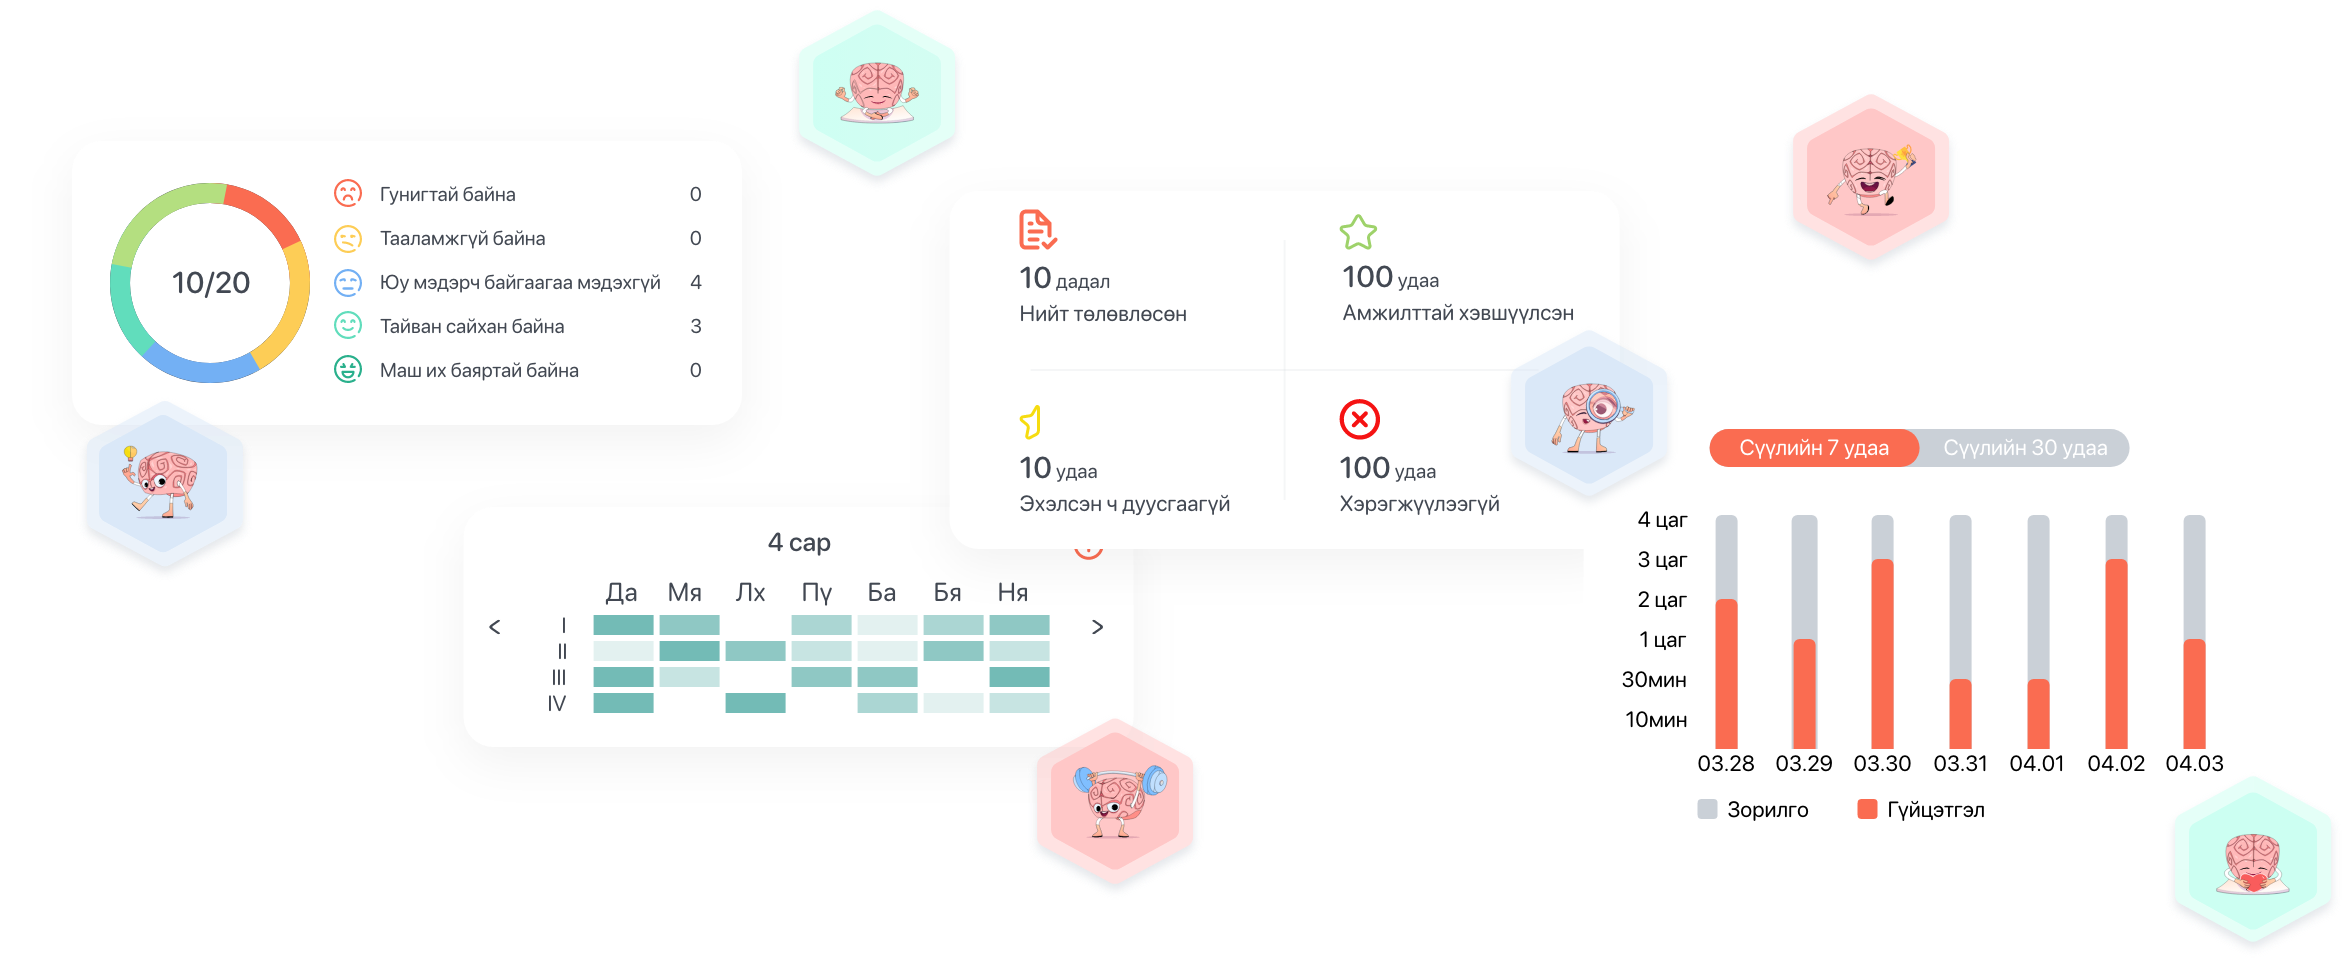 10/20
Гунигтай байна 0
Тааламжгүй байна 0
Юу мэдэрч байгаагаа мэдэхгүй 4
Тайван сайхан байна 3
Маш их баяртай байна 0
10 дадал
Нийт төлөвлөсөн
100 удаа
Амжилттай хэвшүүлсэн
10 удаа
Эхэлсэн ч дуусгаагүй
100 удаа
Хэрэгжүүлээгүй
4 сар
Да Мя Лх Пү Ба Бя Ня
I
II
III
IV
Сүүлийн 7 удаа Сүүлийн 30 удаа
4 цаг
3 цаг
2 цаг
1 цаг
30мин
10мин
03.28 03.29 03.30 03.31 04.01 04.02 04.03
Зорилго Гүйцэтгэл